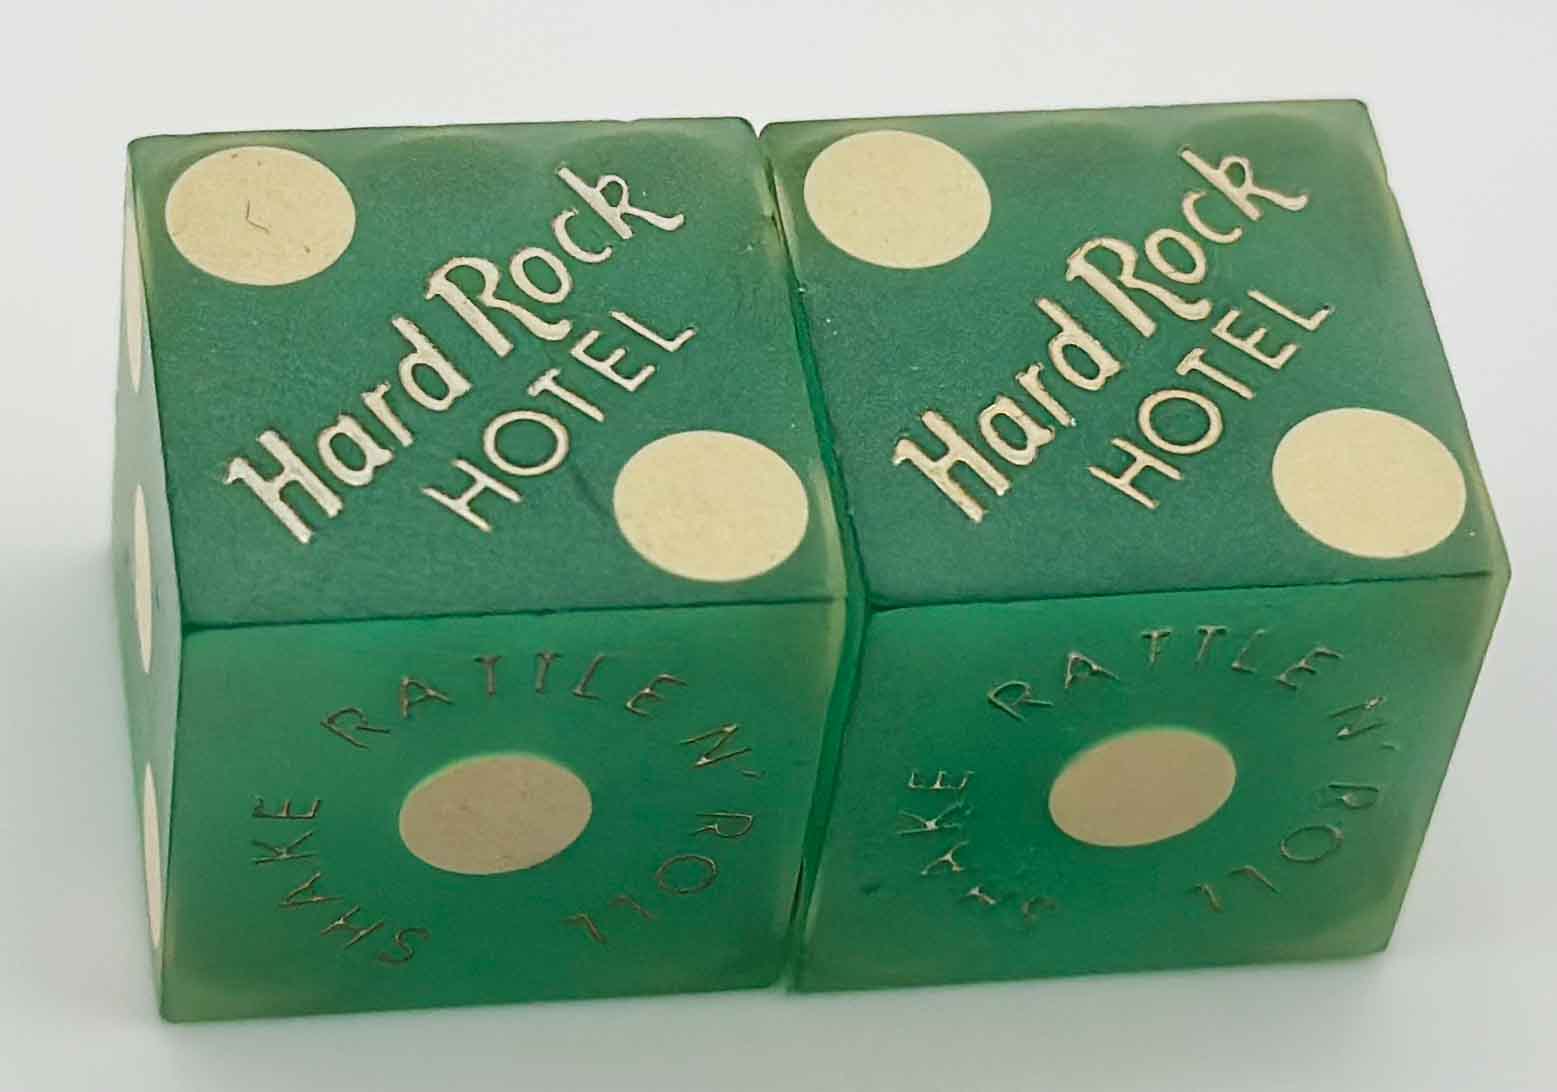 Hard Rock
HOTEL
Hard Rock
HOTEL
SHAKE RATTLE N' ROLL
SHAKE RATTLE N' ROLL